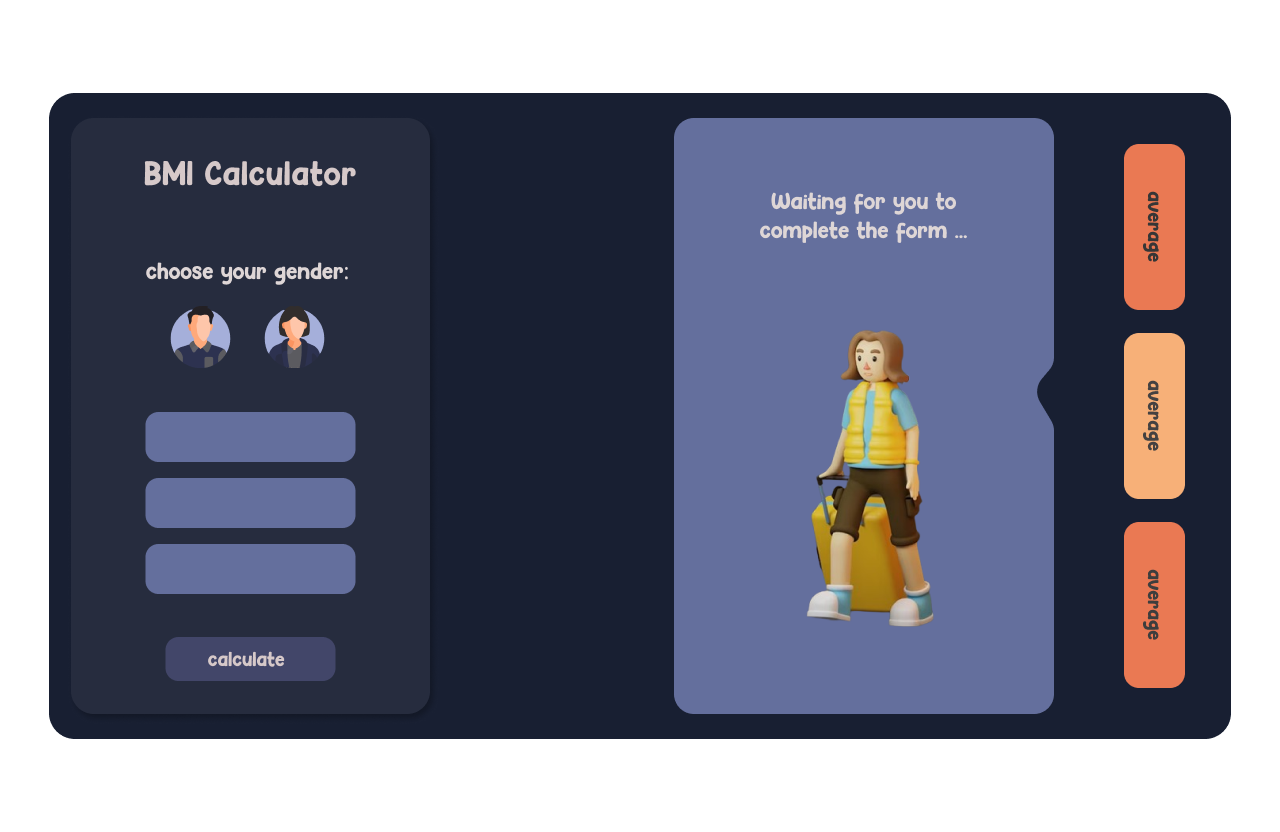 BMI Calculator
choose your gender:
calculate
Waiting for you to
complete the form ...
average
average
average